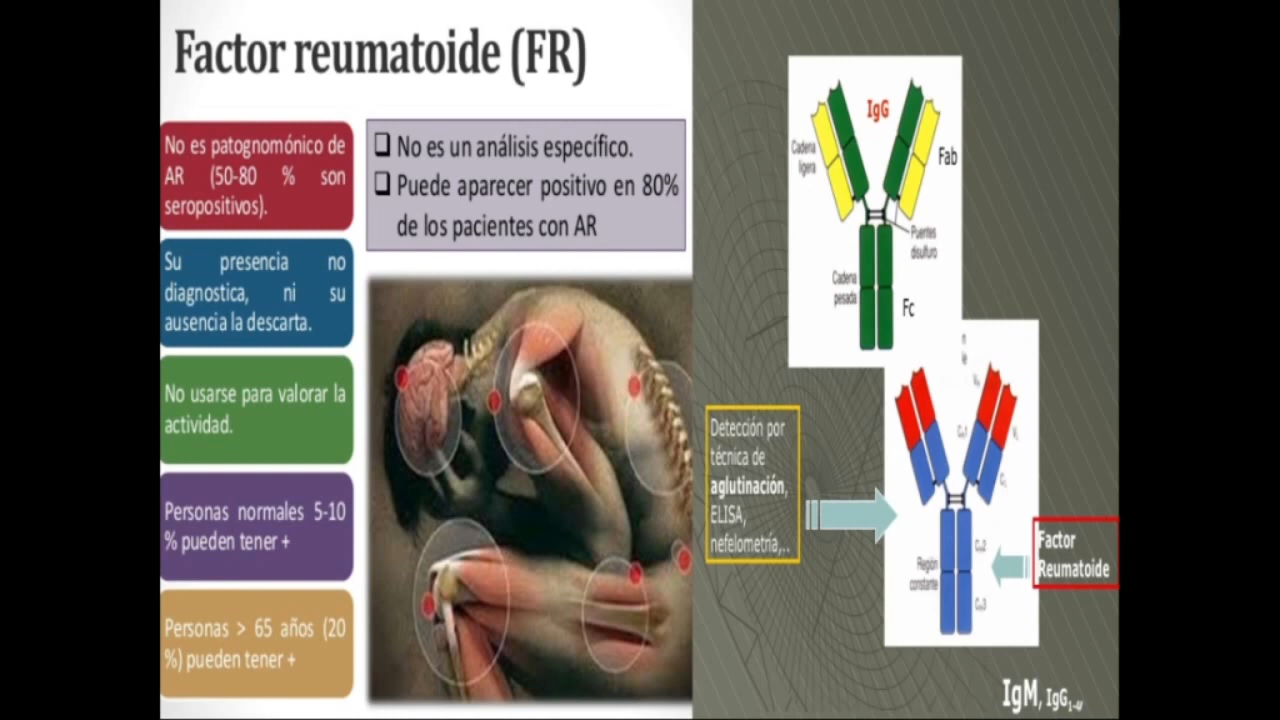 Factor reumatoide (FR)
No es patognomónico de
AR (50-80 % son
seropositivos).
Su presencia no
diagnostica, ni su
ausencia la descarta.
No usarse para valorar la
actividad.
Personas normales 5-10
% pueden tener +
Personas > 65 años (20
%) pueden tener +
No es un análisis específico.
Puede aparecer positivo en 80%
de los pacientes con AR
IgG
Cadena
ligera
Fab
Puentes
disulfuro
Cadena
pesada
Fc
Detección por
técnica de
aglutinación,
ELISA,
nefelometría,..
Región
constante
Factor
Reumatoide
IgM, IgG